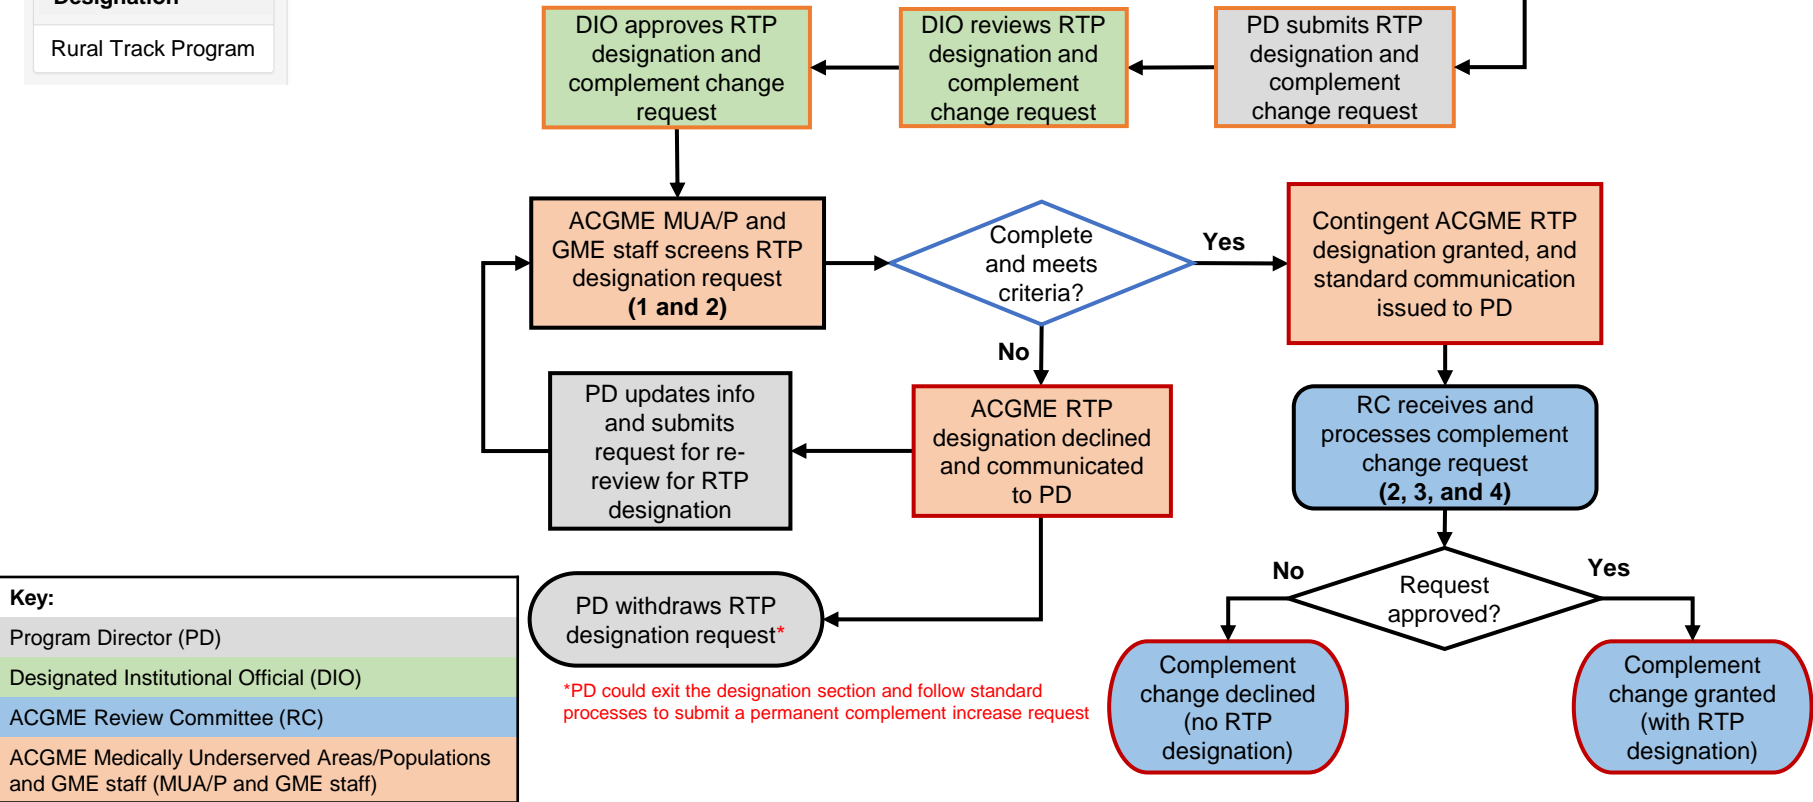 Designation
Rural Track Program
DIO approves RTP
designation and
complement change
request
DIO reviews RTP
designation and
complement
change request
PD submits RTP
designation and
complement
change request
ACGME MUA/P and
GME staff screens RTP
designation request
(1 and 2)
Complete
and meets
criteria?
Yes
Contingent ACGME RTP
designation granted, and
standard communication
issued to PD
No
PD updates info
and submits
request for re-
review for RTP
designation
ACGME RTP
designation declined
and communicated
to PD
RC receives and
processes complement
change request
(2, 3, and 4)
PD withdraws RTP
designation request*
*PD could exit the designation section and follow standard
processes to submit a permanent complement increase request
No
Request
approved?
Yes
Complement
change declined
(no RTP
designation)
Complement
change granted
(with RTP
designation)
Key:
Program Director (PD)
Designated Institutional Official (DIO)
ACGME Review Committee (RC)
ACGME Medically Underserved Areas/Populations
and GME staff (MUA/P and GME staff)